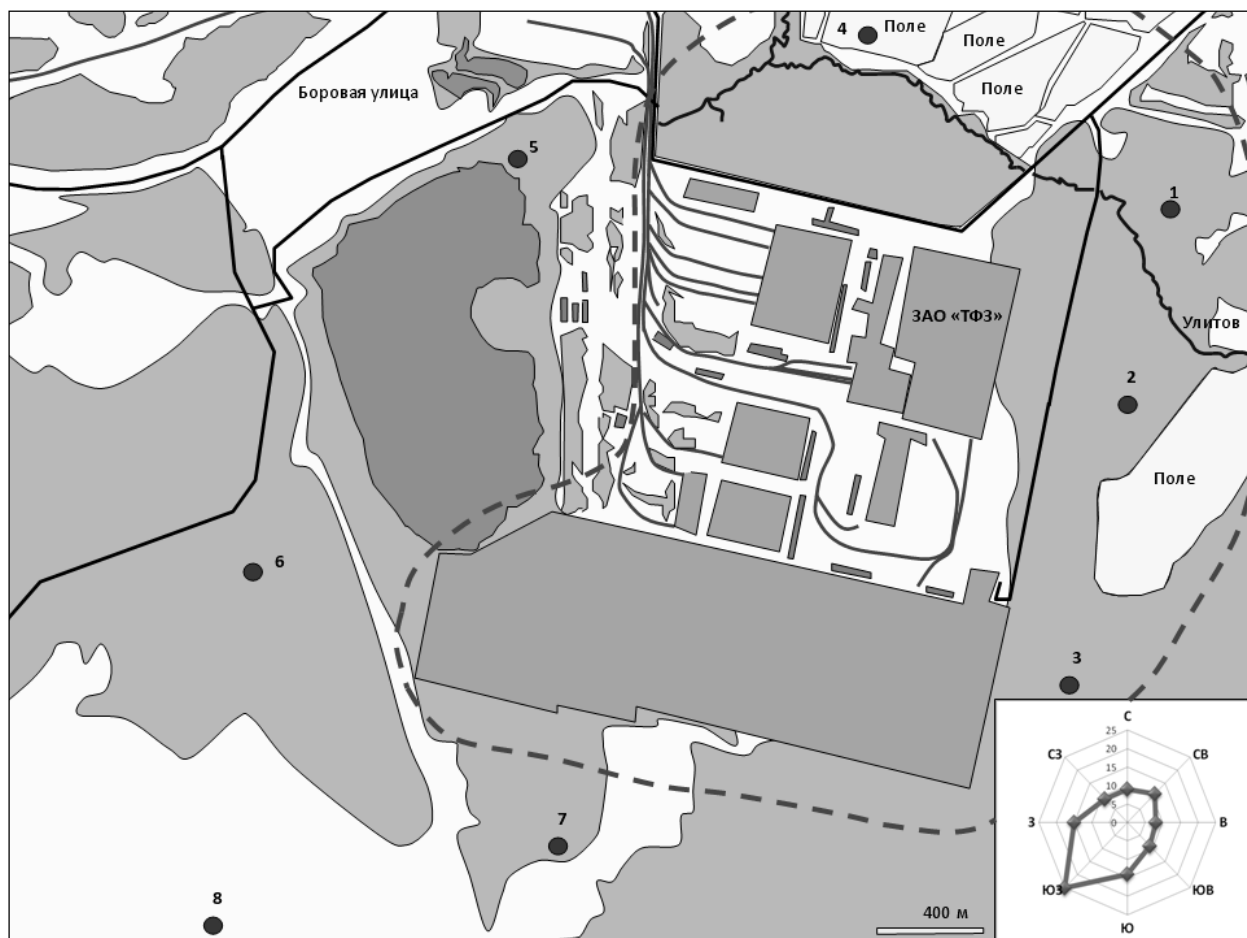 4
Поле
Поле
Поле
Боровая улица
5
1
ЗАО «ТФЗ»
Улитов
2
Поле
6
3
7
8
400 м
С
СВ
В
ЮВ
Ю
ЮЗ
З
СЗ
25
20
15
10
5
0